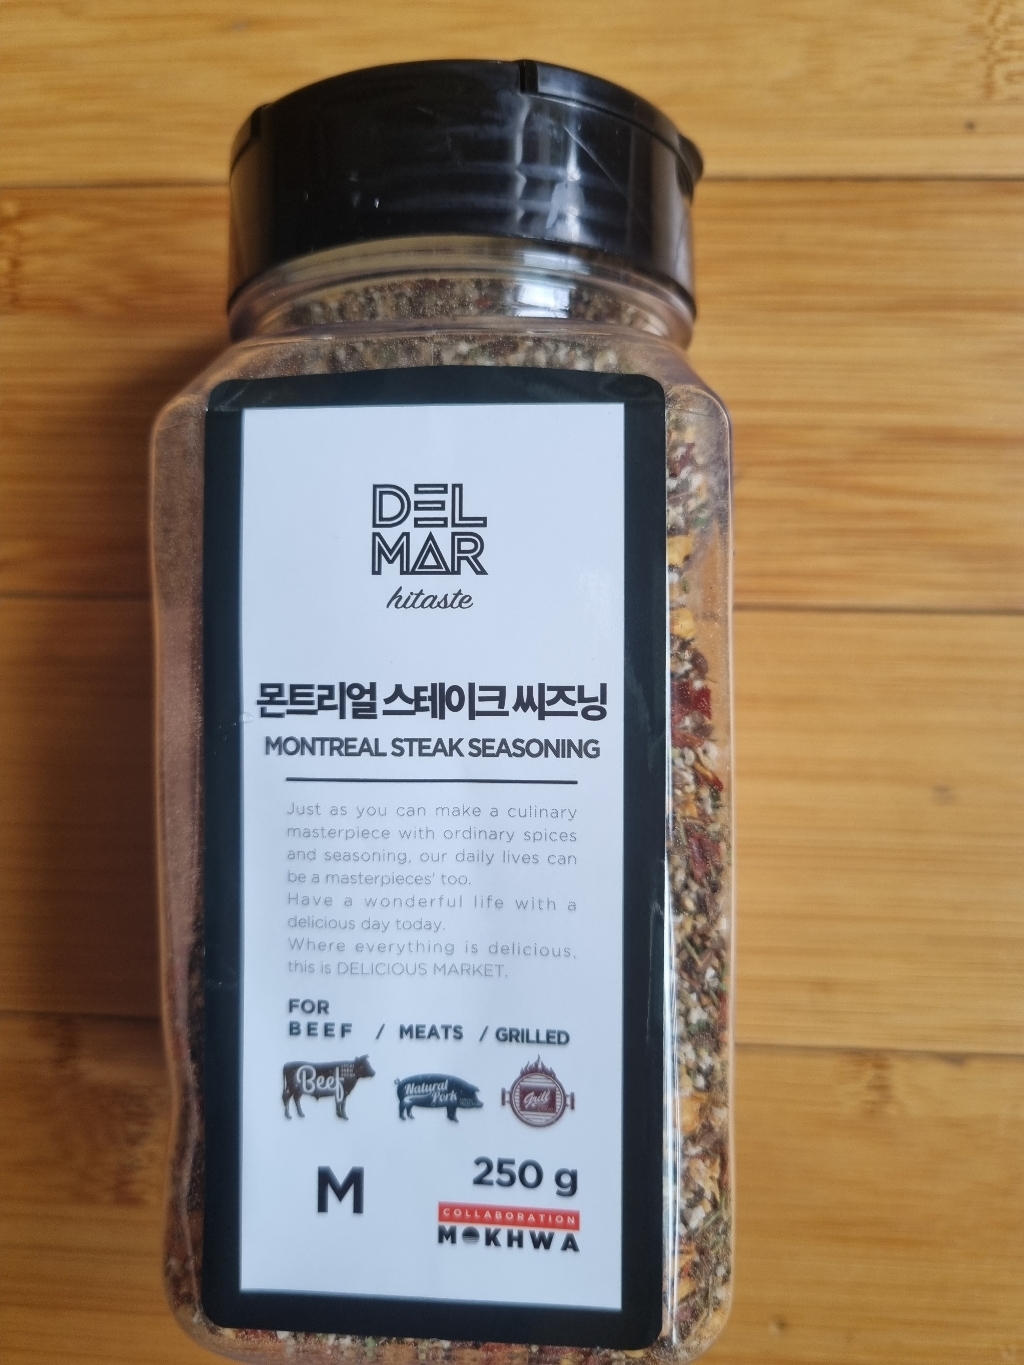 DEL
MAR
hitaste
몬트리얼 스테이크 씨즈닝
MONTREAL STEAK SEASONING
Just as you can make a culinary
masterpiece with ordinary spices
and seasoning, our daily lives can
be a masterpieces' too.
Have a wonderful life with a
delicious day today.
Where everything is delicious,
this is DELICIOUS MARKET.
FOR
BEEF / MEATS / GRILLED
Beef
Natural
Pork
Grill
M
250 g
COLLABORATION
MOKHWA